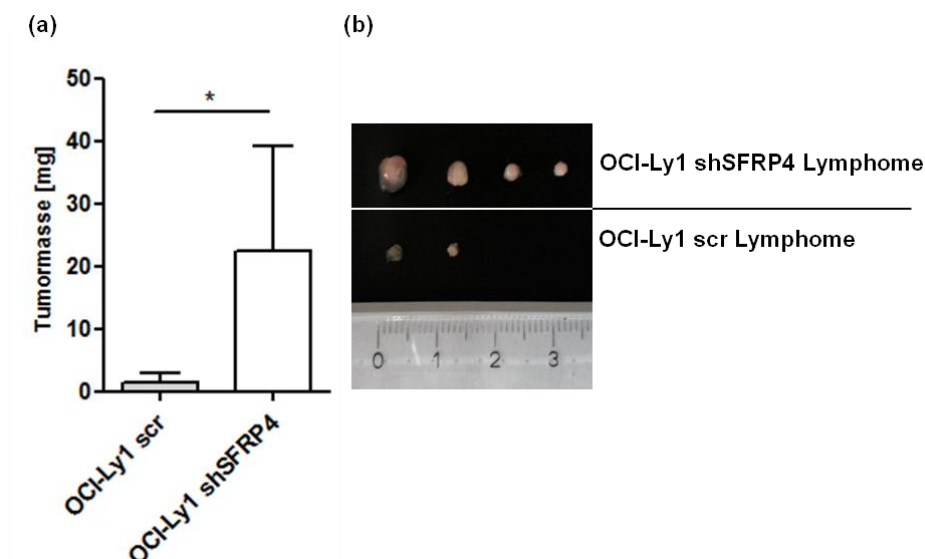 (a)
(b)
50
40
30
20
10
0
Tumormasse [mg]
*
OCI-Ly1 scr
OCI-Ly1 shSFRP4
OCI-Ly1 shSFRP4 Lymphome
OCI-Ly1 scr Lymphome
0 1 2 3